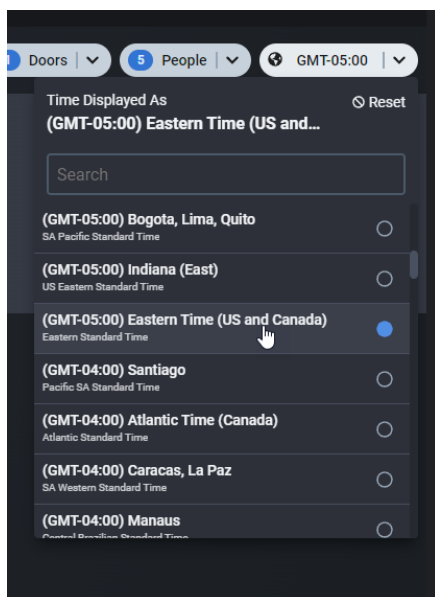 Doors
5 People
GMT-05:00
Time Displayed As
Reset
(GMT-05:00) Eastern Time (US and...
Search
(GMT-05:00) Bogota, Lima, Quito
SA Pacific Standard Time
(GMT-05:00) Indiana (East)
US Eastern Standard Time
(GMT-05:00) Eastern Time (US and Canada)
Eastern Standard Time
(GMT-04:00) Santiago
Pacific SA Standard Time
(GMT-04:00) Atlantic Time (Canada)
Atlantic Standard Time
(GMT-04:00) Caracas, La Paz
SA Western Standard Time
(GMT-04:00) Manaus
Central Brazilian Standard Time